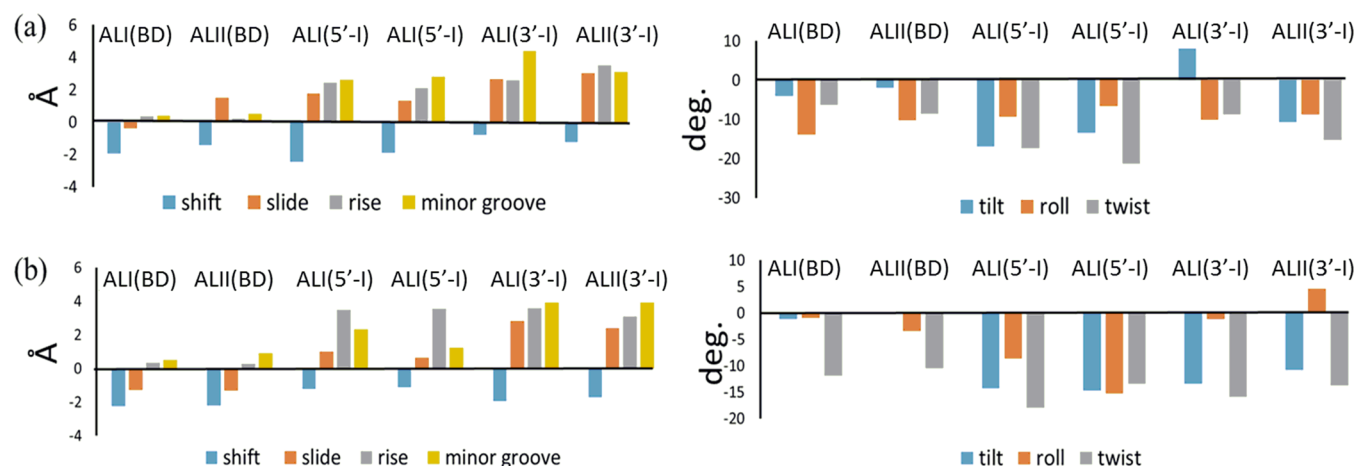 (a)
ALI(BD) ALII(BD) ALI(5’-I) ALI(5’-I) ALI(3’-I) ALII(3’-I)
6
4
2
0
-2
-4
Å
shift slide rise minor groove
ALI(BD) ALII(BD) ALI(5’-I) ALI(5’-I) ALI(3’-I) ALII(3’-I)
10
0
-10
-20
-30
deg.
tilt roll twist
(b)
ALI(BD) ALII(BD) ALI(5’-I) ALI(5’-I) ALI(3’-I) ALII(3’-I)
6
4
2
0
-2
-4
Å
shift slide rise minor groove
ALI(BD) ALII(BD) ALI(5’-I) ALI(5’-I) ALI(3’-I) ALII(3’-I)
10
5
0
-5
-10
-15
-20
deg.
tilt roll twist